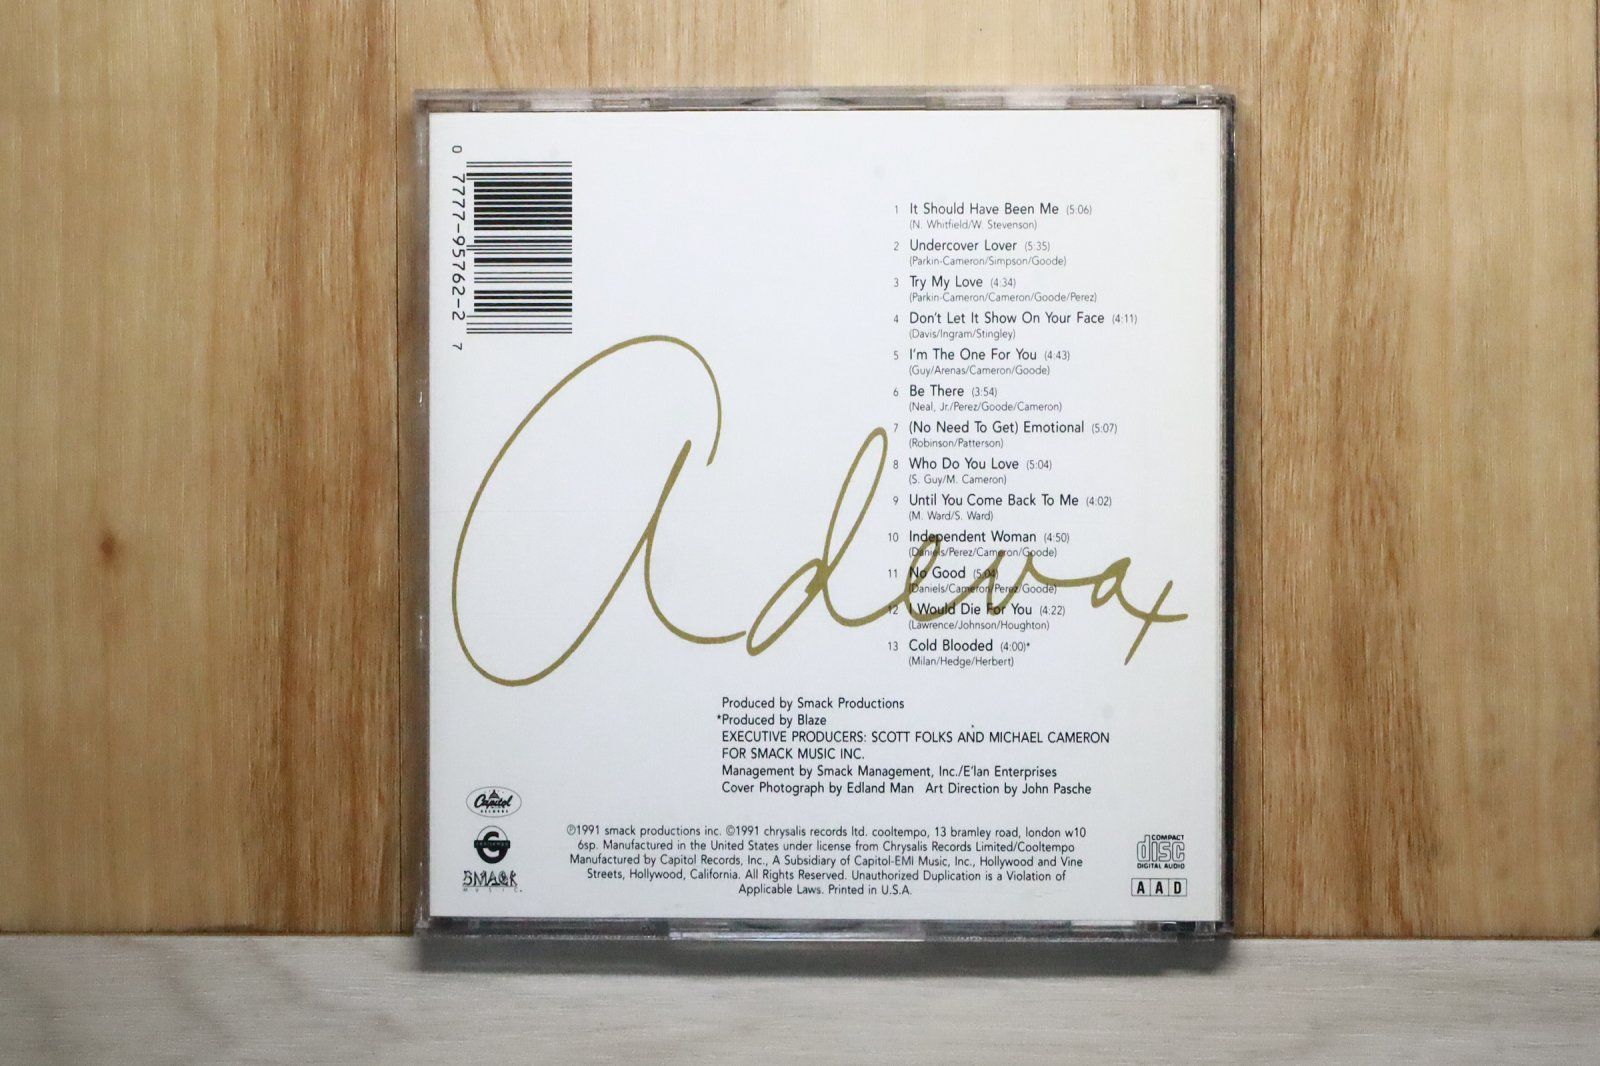 0 7777-95762-2 7
1 It Should Have Been Me (5:06)
(N. Whitfield/W. Stevenson)
2 Undercover Lover (5:35)
(Parkin-Cameron/Simpson/Goode)
3 Try My Love (4:34)
(Parkin-Cameron/Cameron/Goode/Perez)
4 Don't Let It Show On Your Face (4:11)
(Davis/Ingram/Stingley)
5 I'm The One For You (4:43)
(Guy/Arenas/Cameron/Goode)
6 Be There (3:54)
(Neal, Jr./Perez/Goode/Cameron)
7 (No Need To Get) Emotional (5:07)
(Robinson/Patterson)
8 Who Do You Love (5:04)
(S. Guy/M. Cameron)
9 Until You Come Back To Me (4:02)
(M. Ward/S. Ward)
10 Independent Woman (4:50)
(Daniels/Perez/Cameron/Goode)
11 No Good (5:04)
(Daniels/Cameron/Perez/Goode)
12 I Would Die For You (4:22)
(Lawrence/Johnson/Houghton)
13 Cold Blooded (4:00)*
(Milan/Hedge/Herbert)
Adeva
Produced by Smack Productions
*Produced by Blaze
EXECUTIVE PRODUCERS: SCOTT FOLKS AND MICHAEL CAMERON
FOR SMACK MUSIC INC.
Management by Smack Management, Inc./E'lan Enterprises
Cover Photograph by Edland Man Art Direction by John Pasche
Capitol
RECORDS
cooltempo
SMACK
MUSIC
℗1991 smack productions inc. ©1991 chrysalis records ltd. cooltempo, 13 bramley road, london w10
6sp. Manufactured in the United States under license from Chrysalis Records Limited/Cooltempo
Manufactured by Capitol Records, Inc., A Subsidiary of Capitol-EMI Music, Inc., Hollywood and Vine
Streets, Hollywood, California. All Rights Reserved. Unauthorized Duplication is a Violation of
Applicable Laws. Printed in U.S.A.
COMPACT
disc
DIGITAL AUDIO
A A D